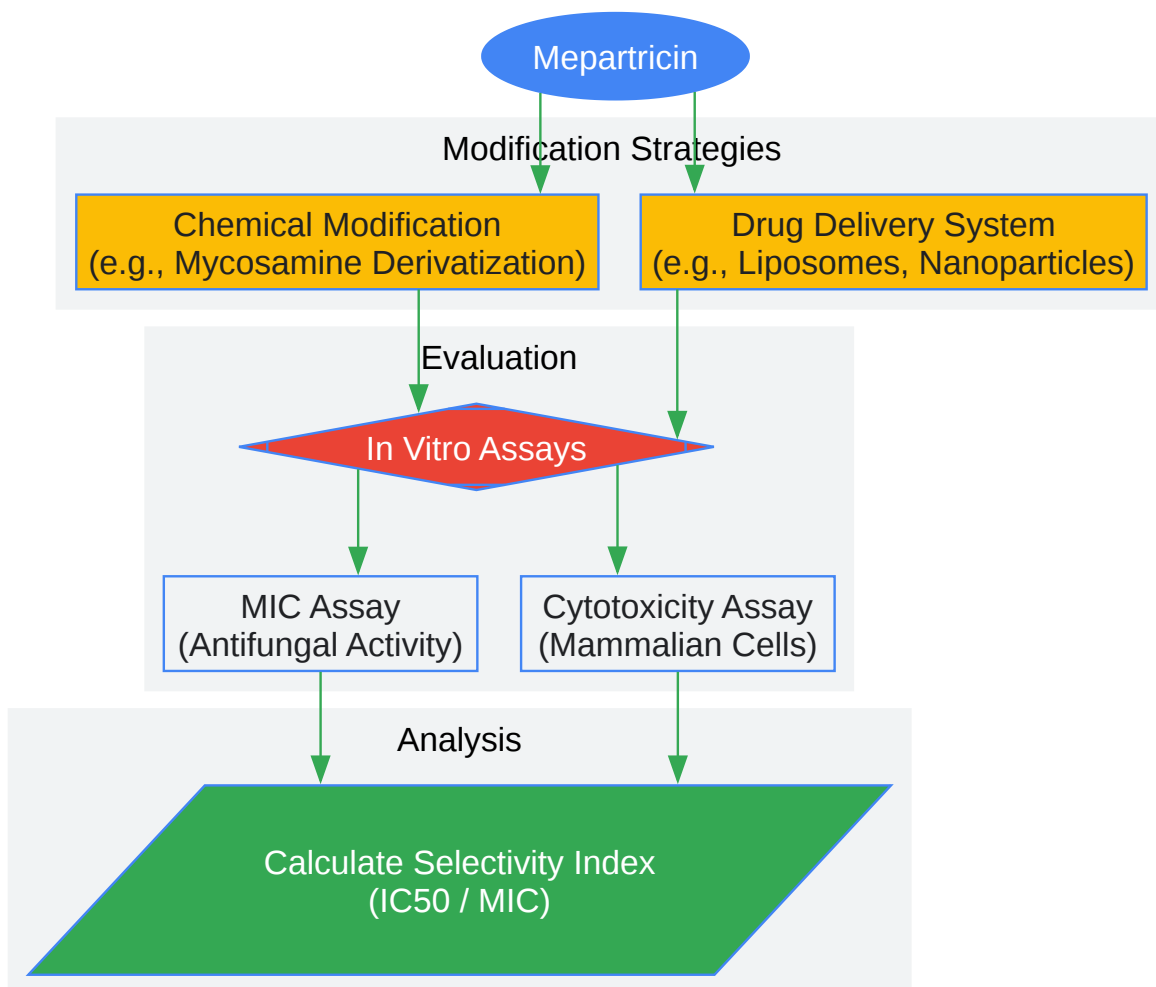 Mepartricin
Modification Strategies
Chemical Modification
(e.g., Mycosamine Derivatization)
Drug Delivery System
(e.g., Liposomes, Nanoparticles)
Evaluation
In Vitro Assays
MIC Assay
(Antifungal Activity)
Cytotoxicity Assay
(Mammalian Cells)
Analysis
Calculate Selectivity Index
(IC50 / MIC)